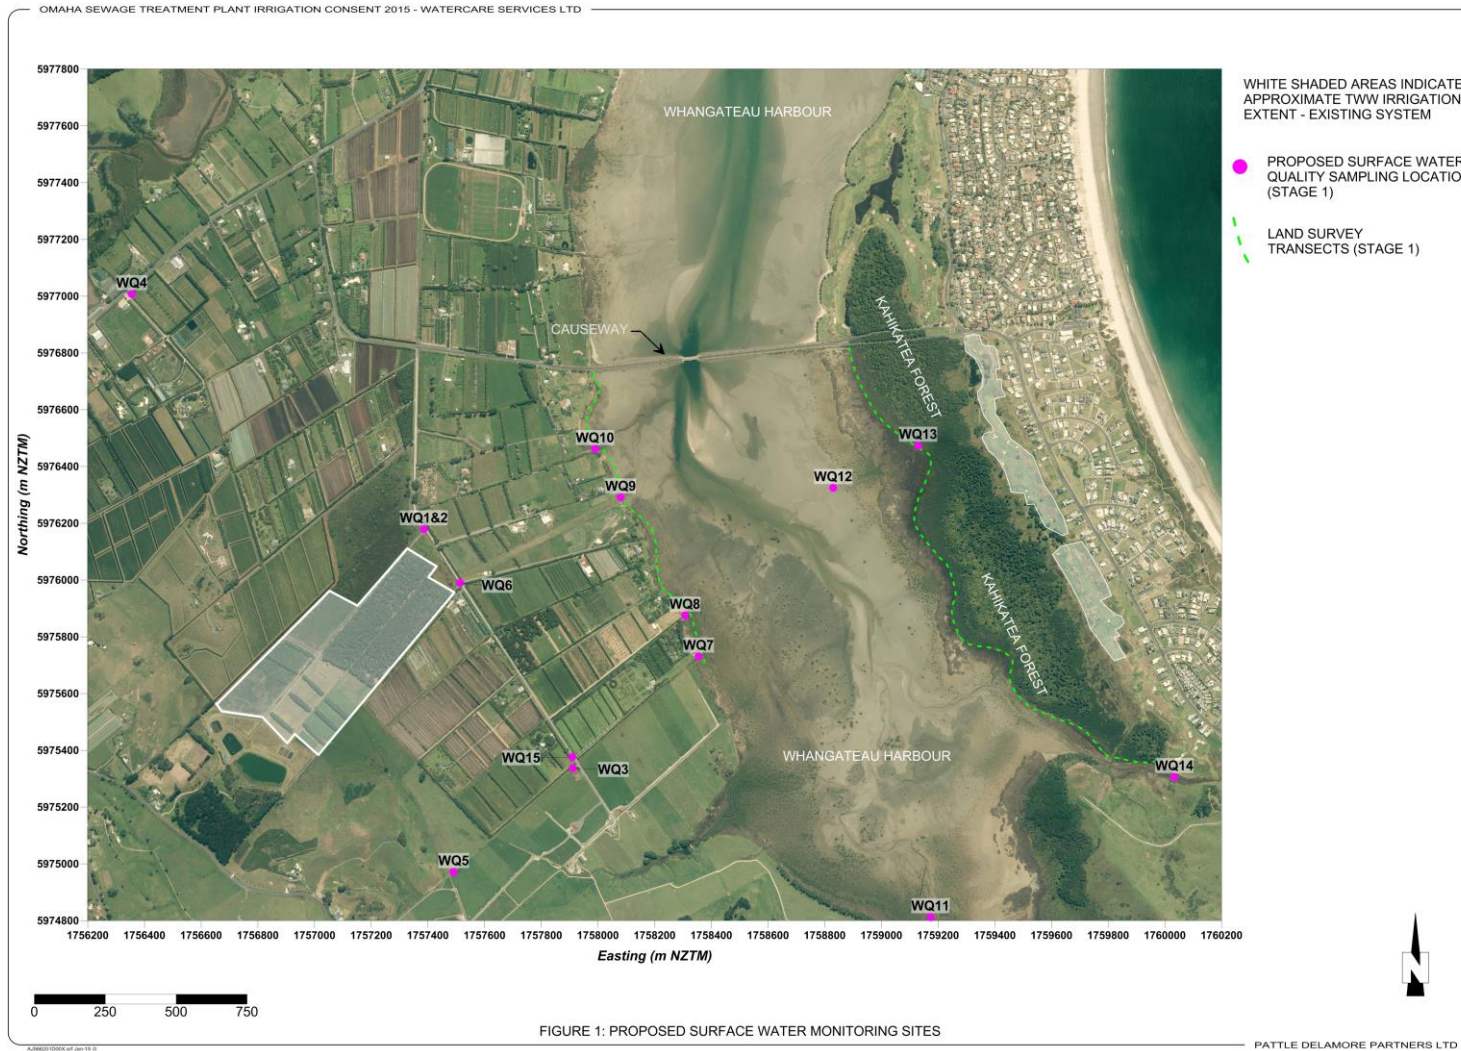 OMAHA SEWAGE TREATMENT PLANT IRRIGATION CONSENT 2015 - WATERCARE SERVICES LTD
5977800
5977600
5977400
5977200
5977000
5976800
5976600
5976400
5976200
5976000
5975800
5975600
5975400
5975200
5975000
5974800
Northing (m NZTM)
WHANGATEAU HARBOUR
WQ4
CAUSEWAY
KAHIKATEA FOREST
WQ10
WQ13
WQ9
WQ12
WQ1&2
WQ6
WQ8
KAHIKATEA FOREST
WQ7
WQ15
WQ3
WHANGATEAU HARBOUR
WQ14
WQ5
WQ11
1756200 1756400 1756600 1756800 1757000 1757200 1757400 1757600 1757800 1758000 1758200 1758400 1758600 1758800 1759000 1759200 1759400 1759600 1759800 1760000 1760200
Easting (m NZTM)
WHITE SHADED AREAS INDICATE
APPROXIMATE TWW IRRIGATION
EXTENT - EXISTING SYSTEM
PROPOSED SURFACE WATER
QUALITY SAMPLING LOCATIO
(STAGE 1)
LAND SURVEY
TRANSECTS (STAGE 1)
N
0 250 500 750
FIGURE 1: PROPOSED SURFACE WATER MONITORING SITES
PATTLE DELAMORE PARTNERS LTD